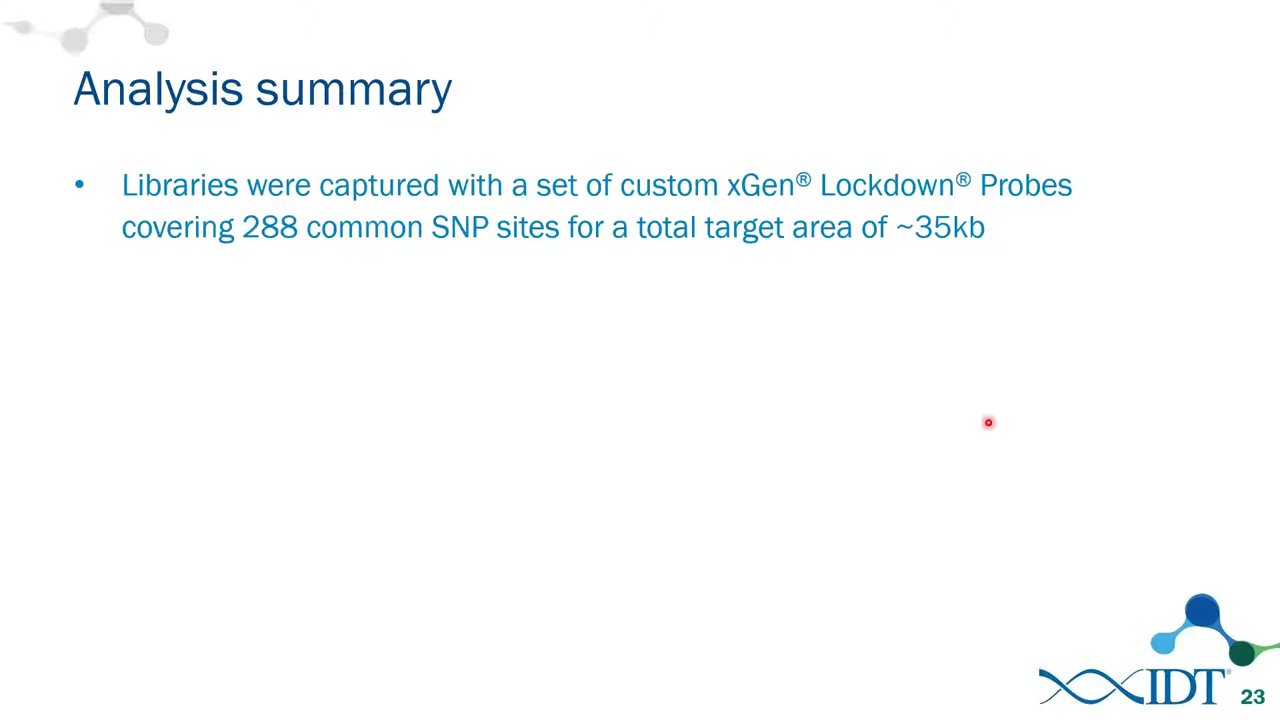 Analysis summary
• Libraries were captured with a set of custom xGen® Lockdown® Probes
covering 288 common SNP sites for a total target area of ~35kb
IDT®
23